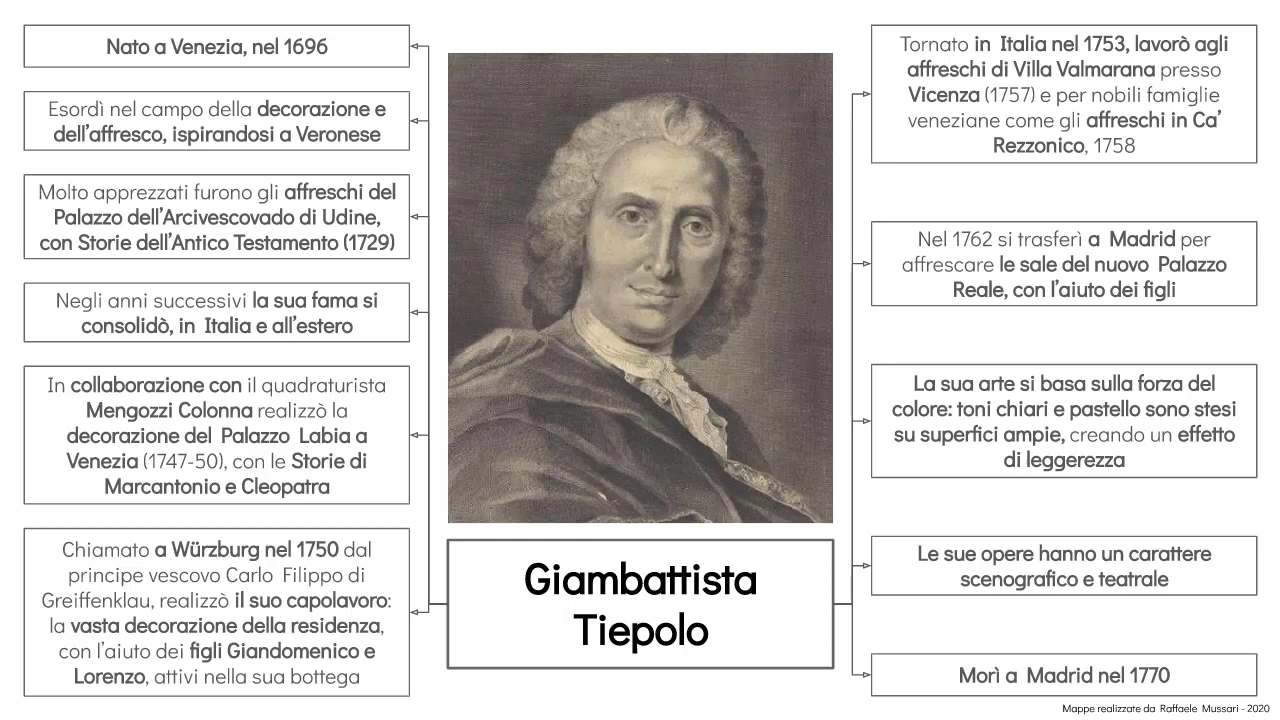 Nato a Venezia, nel 1696
Esordì nel campo della decorazione e
dell'affresco, ispirandosi a Veronese
Molto apprezzati furono gli affreschi del
Palazzo dell'Arcivescovado di Udine,
con Storie dell'Antico Testamento (1729)
Negli anni successivi la sua fama si
consolidò, in Italia e all'estero
In collaborazione con il quadraturista
Mengozzi Colonna realizzò la
decorazione del Palazzo Labia a
Venezia (1747-50), con le Storie di
Marcantonio e Cleopatra
Chiamato a Würzburg nel 1750 dal
principe vescovo Carlo Filippo di
Greiffenklau, realizzò il suo capolavoro:
la vasta decorazione della residenza,
con l'aiuto dei figli Giandomenico e
Lorenzo, attivi nella sua bottega
Giambattista
Tiepolo
Tornato in Italia nel 1753, lavorò agli
affreschi di Villa Valmarana presso
Vicenza (1757) e per nobili famiglie
veneziane come gli affreschi in Ca'
Rezzonico, 1758
Nel 1762 si trasferì a Madrid per
affrescare le sale del nuovo Palazzo
Reale, con l'aiuto dei figli
La sua arte si basa sulla forza del
colore: toni chiari e pastello sono stesi
su superfici ampie, creando un effetto
di leggerezza
Le sue opere hanno un carattere
scenografico e teatrale
Morì a Madrid nel 1770
Mappe realizzate da Raffaele Mussari - 2020